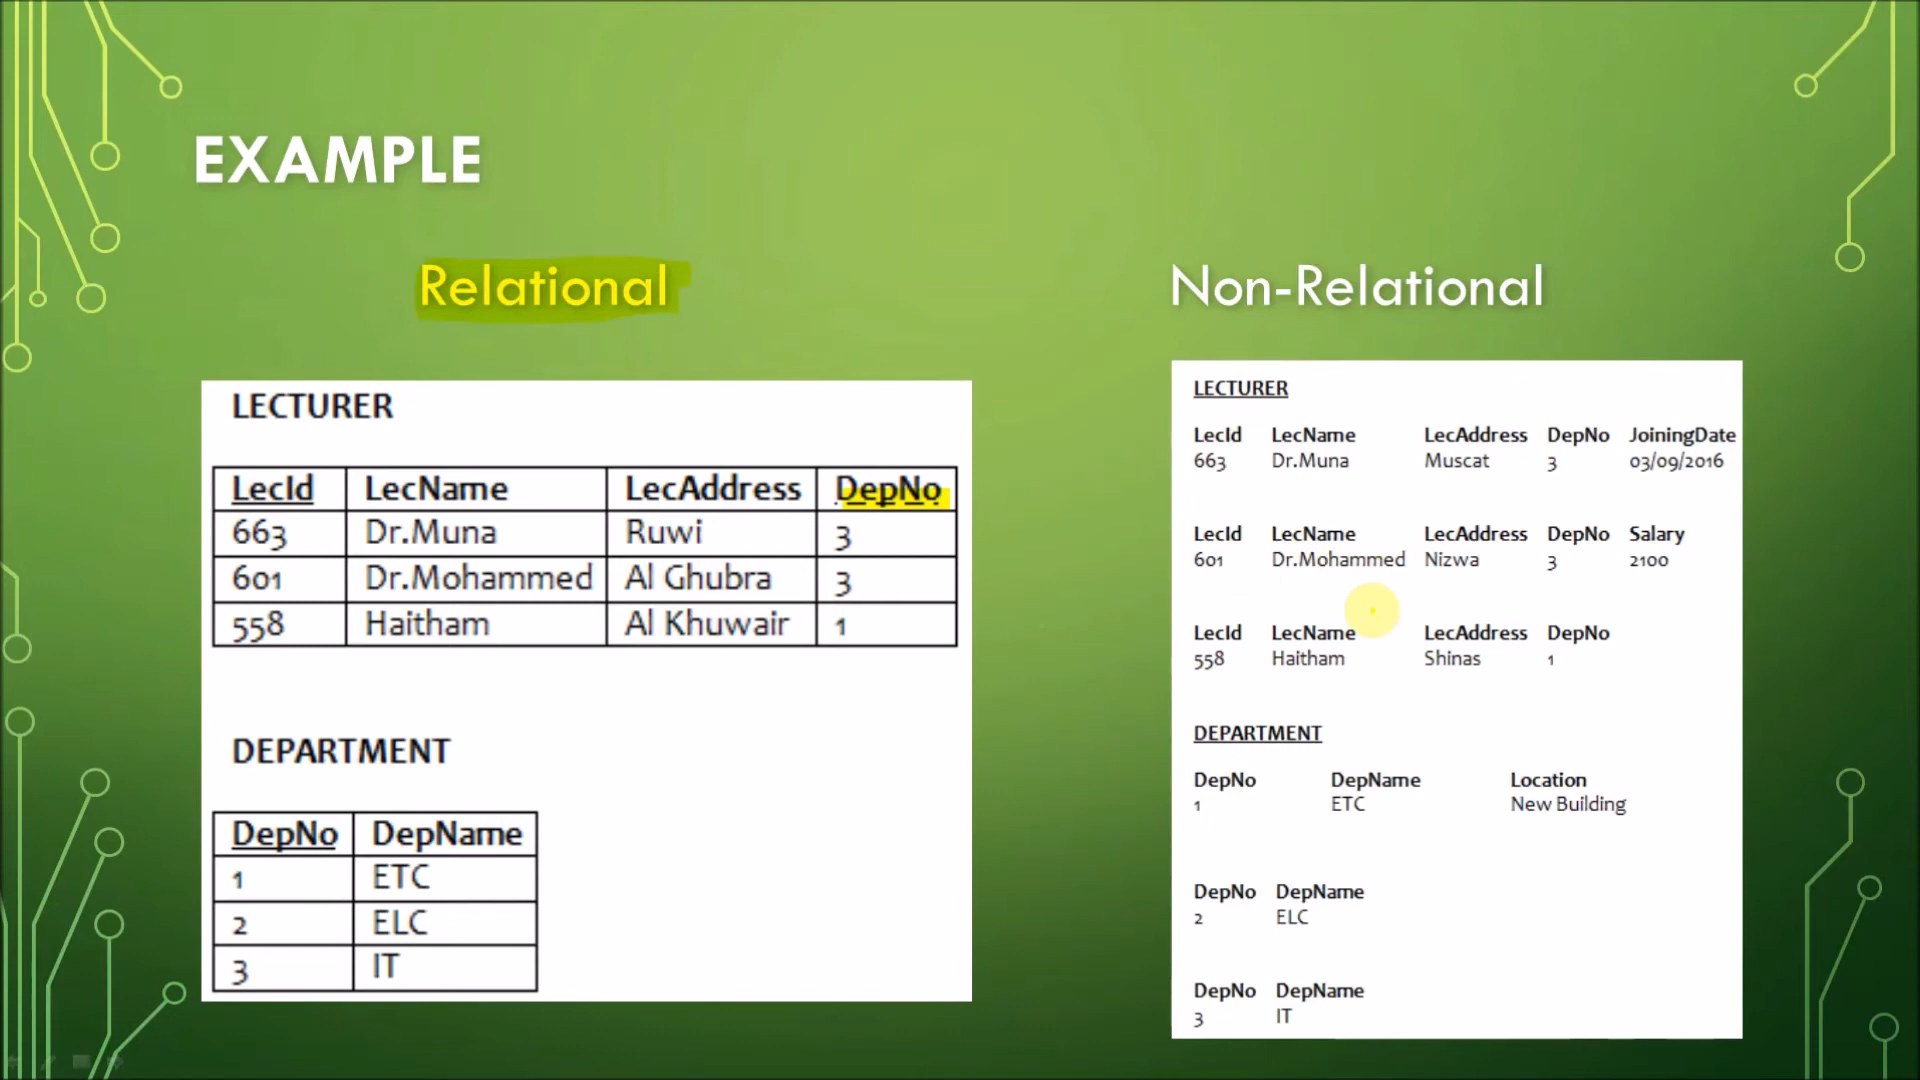 EXAMPLE
Relational
LECTURER
LecId LecName LecAddress DepNo
663 Dr.Muna Ruwi 3
601 Dr.Mohammed Al Ghubra 3
558 Haitham Al Khuwair 1
DEPARTMENT
DepNo DepName
1 ETC
2 ELC
3 IT
Non-Relational
LECTURER
LecId LecName LecAddress DepNo JoiningDate
663 Dr.Muna Muscat 3 03/09/2016
LecId LecName LecAddress DepNo Salary
601 Dr.Mohammed Nizwa 3 2100
LecId LecName LecAddress DepNo
558 Haitham Shinas 1
DEPARTMENT
DepNo DepName Location
1 ETC New Building
DepNo DepName
2 ELC
DepNo DepName
3 IT